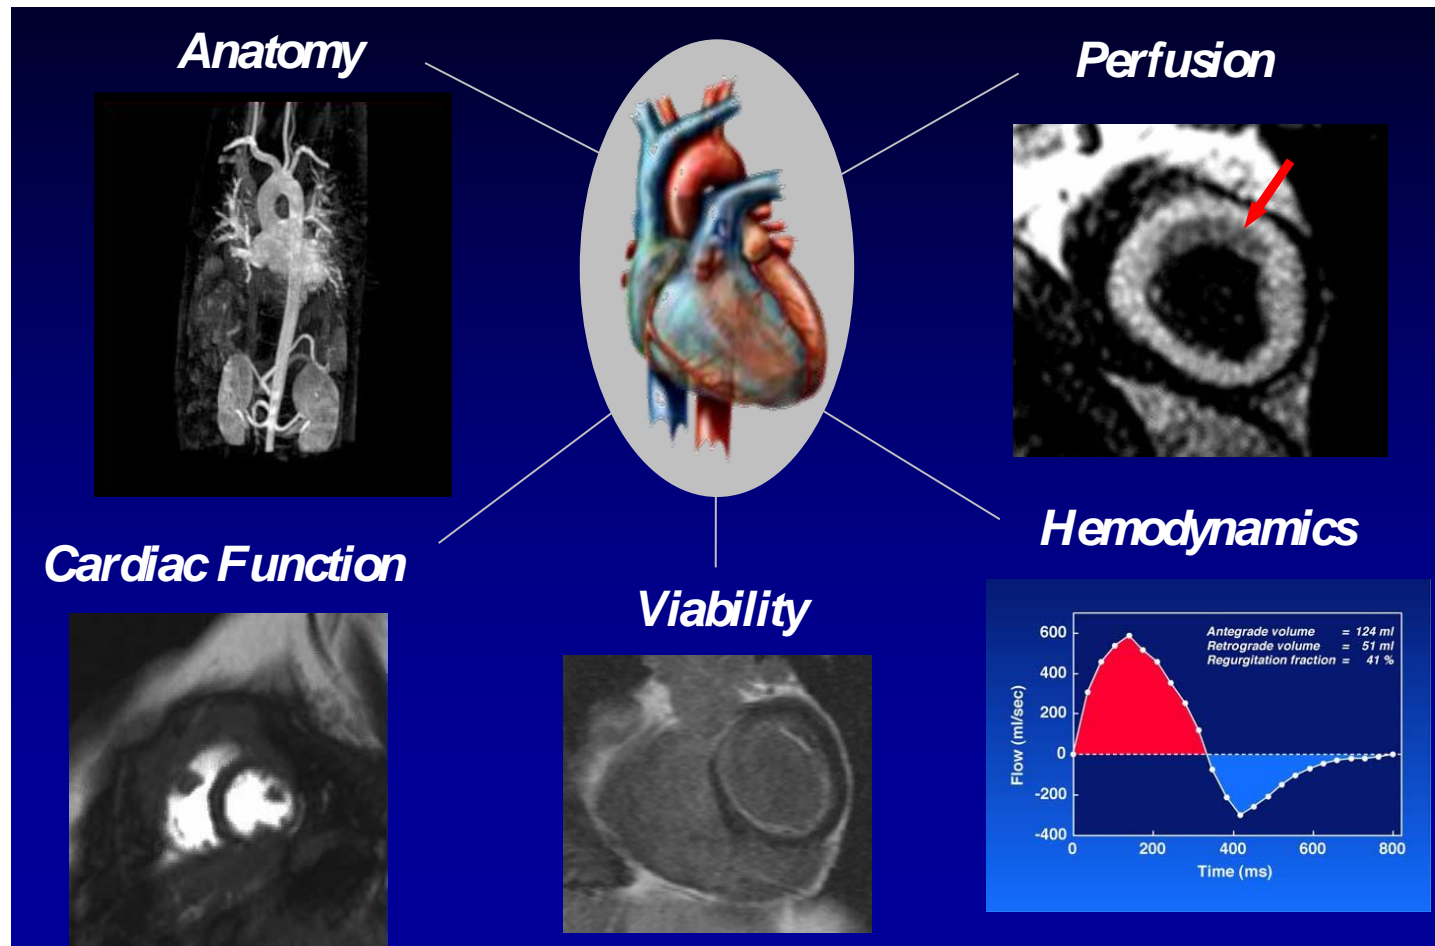 Anatomy
Perfusion
Cardiac Function
Viability
Hemodynamics
Antegrade volume = 124 ml
Retrograde volume = 51 ml
Regurgitation fraction = 41 %
Flow (ml/sec)
600
400
200
0
-200
-400
0 200 400 600 800
Time (ms)